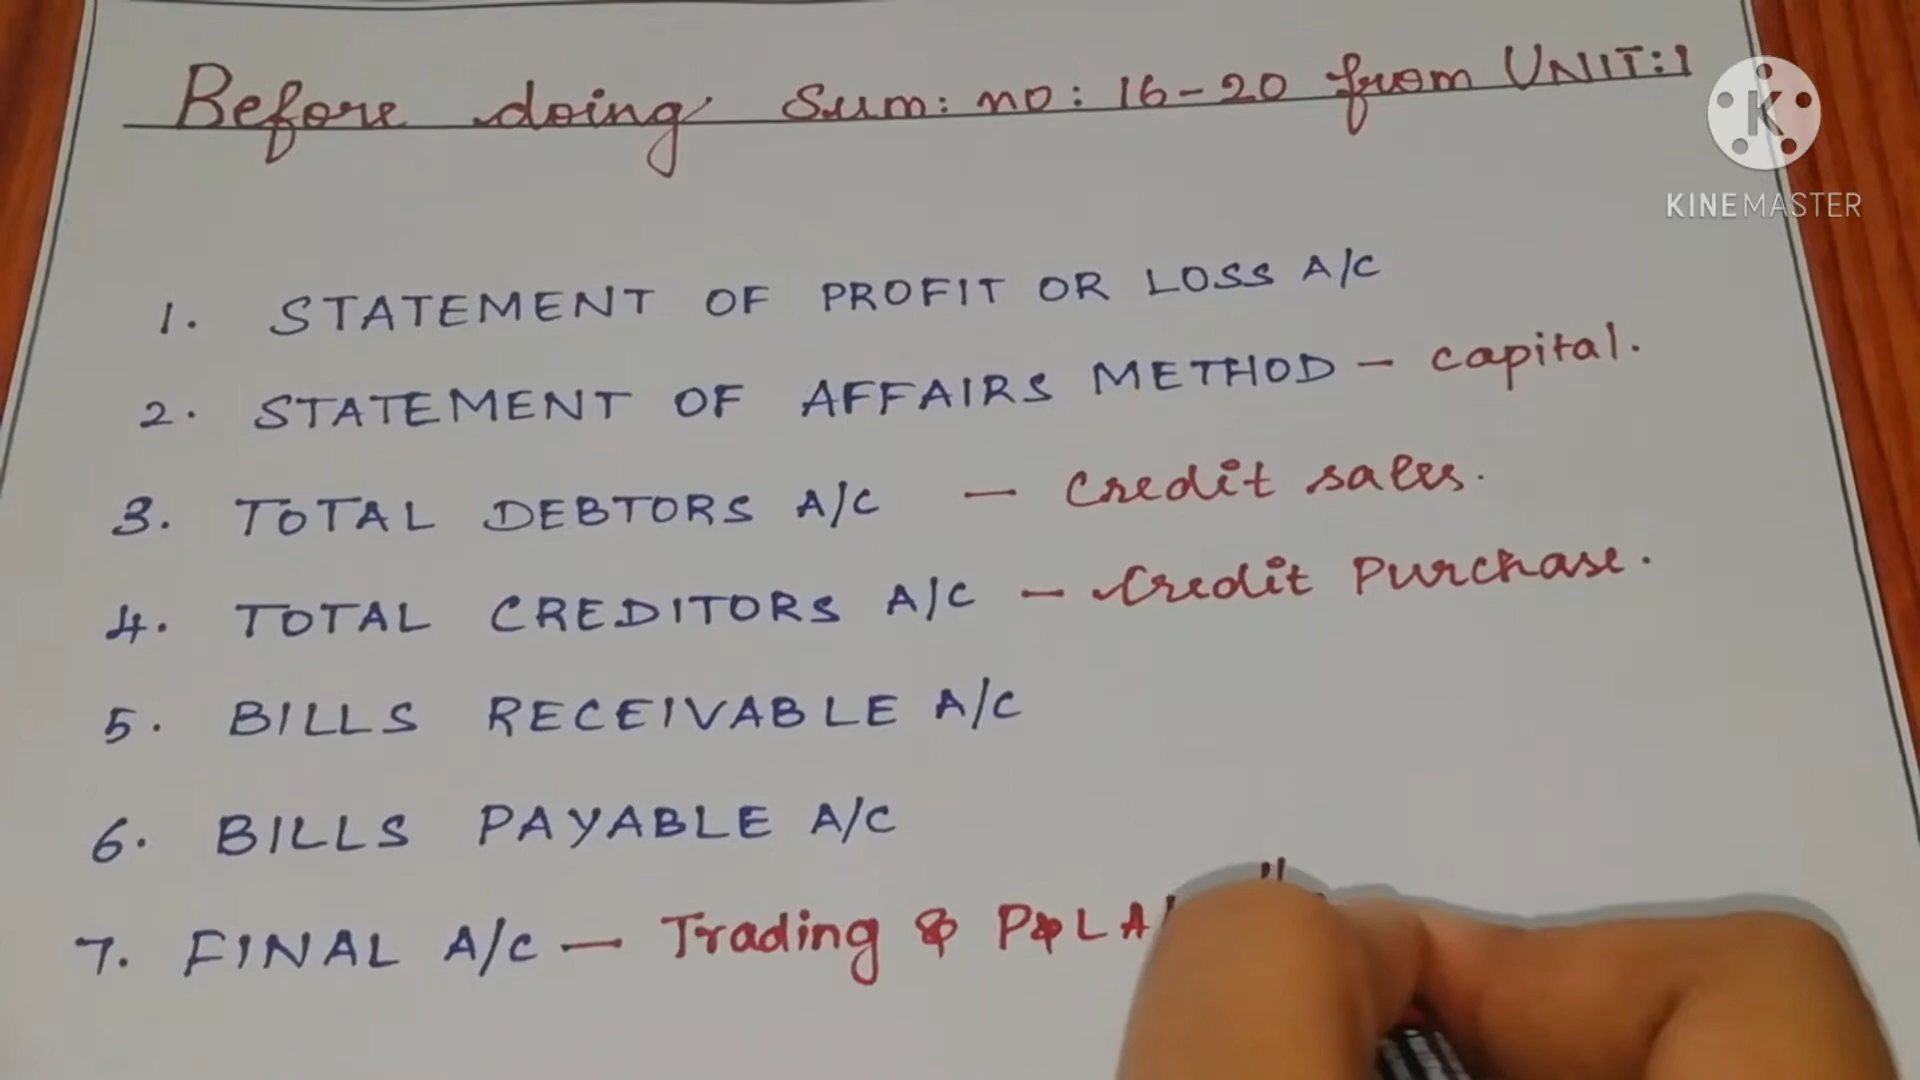 Before doing Sum: no: 16-20 from UNIT:1
K
KINEMASTER
1. STATEMENT OF PROFIT OR LOSS A/C
2. STATEMENT OF AFFAIRS METHOD - capital.
3. TOTAL DEBTORS A/C - Credit sales.
4. TOTAL CREDITORS A/C - Credit Purchase.
5. BILLS RECEIVABLE A/C
6. BILLS PAYABLE A/C
7. FINAL A/C - Trading & P&L A/